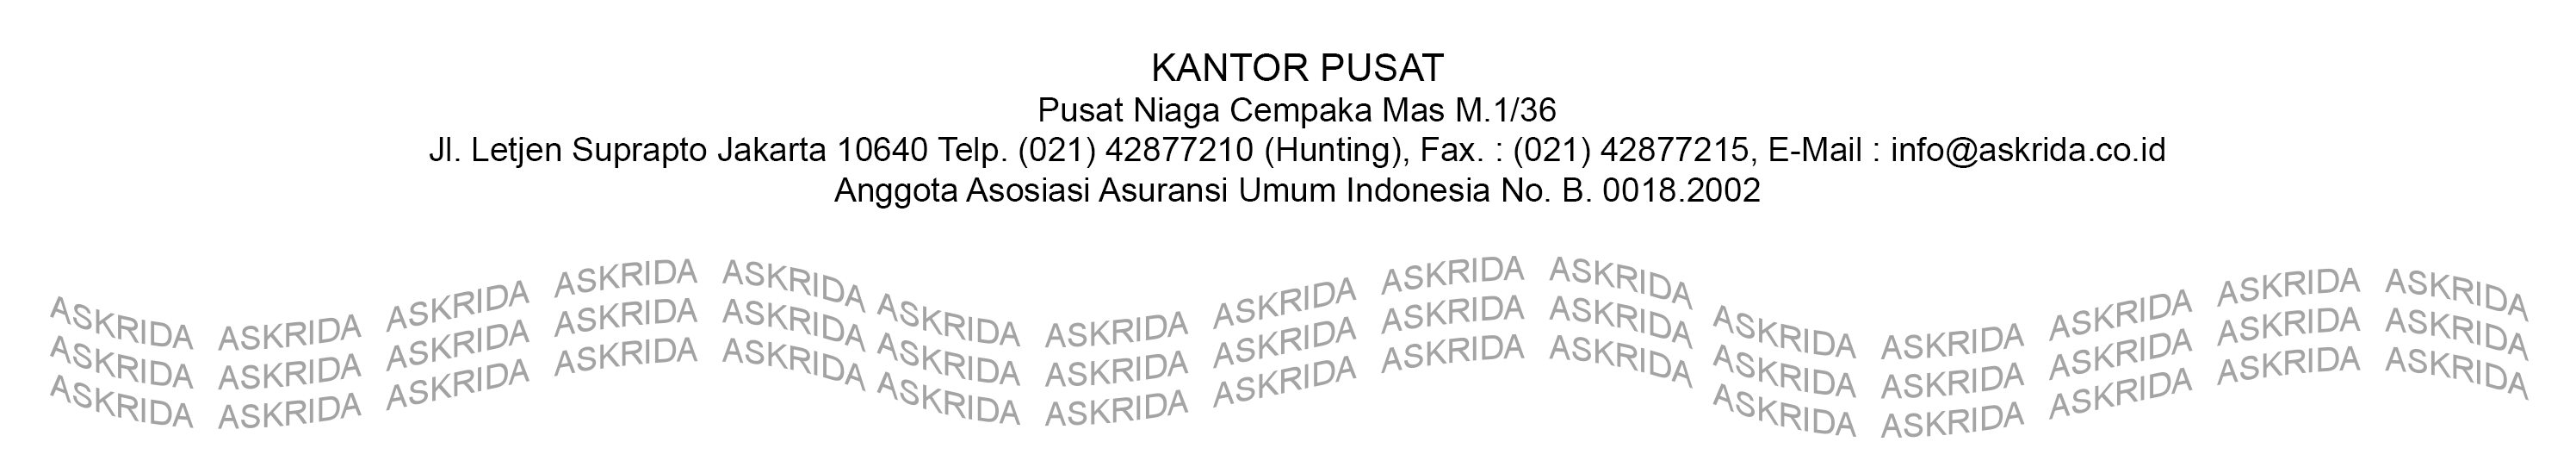 KANTOR PUSAT
Pusat Niaga Cempaka Mas M.1/36
Jl. Letjen Suprapto Jakarta 10640 Telp. (021) 42877210 (Hunting), Fax. : (021) 42877215, E-Mail : info@askrida.co.id
Anggota Asosiasi Asuransi Umum Indonesia No. B. 0018.2002
ASKRIDA ASKRIDA ASKRIDA ASKRIDA ASKRIDA ASKRIDA ASKRIDA ASKRIDA ASKRIDA ASKRIDA ASKRIDA ASKRIDA ASKRIDA ASKRIDA ASKRIDA
ASKRIDA ASKRIDA ASKRIDA ASKRIDA ASKRIDA ASKRIDA ASKRIDA ASKRIDA ASKRIDA ASKRIDA ASKRIDA ASKRIDA ASKRIDA ASKRIDA ASKRIDA
ASKRIDA ASKRIDA ASKRIDA ASKRIDA ASKRIDA ASKRIDA ASKRIDA ASKRIDA ASKRIDA ASKRIDA ASKRIDA ASKRIDA ASKRIDA ASKRIDA ASKRIDA